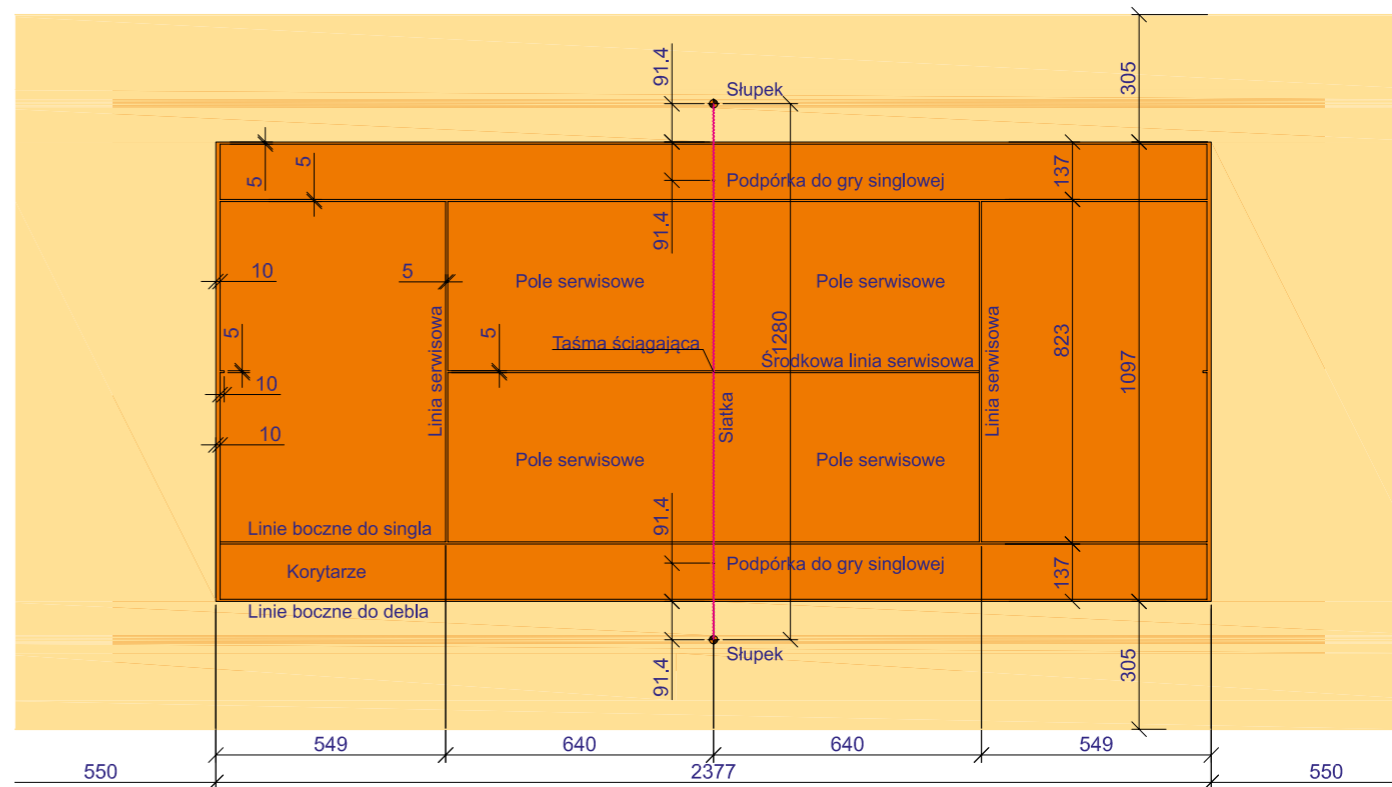 305
91,4
Słupek
5
5
137
Podpórka do gry singlowej
91,4
10
5
Pole serwisowe
Pole serwisowe
5
5
Taśma ściągająca
1280
Środkowa linia serwisowa
823
1097
Linia serwisowa
Siatka
Linia serwisowa
10
10
Pole serwisowe
Pole serwisowe
91,4
Linie boczne do singla
Korytarze
Podpórka do gry singlowej
137
Linie boczne do debla
Słupek
91,4
305
549
640
640
549
550
2377
550